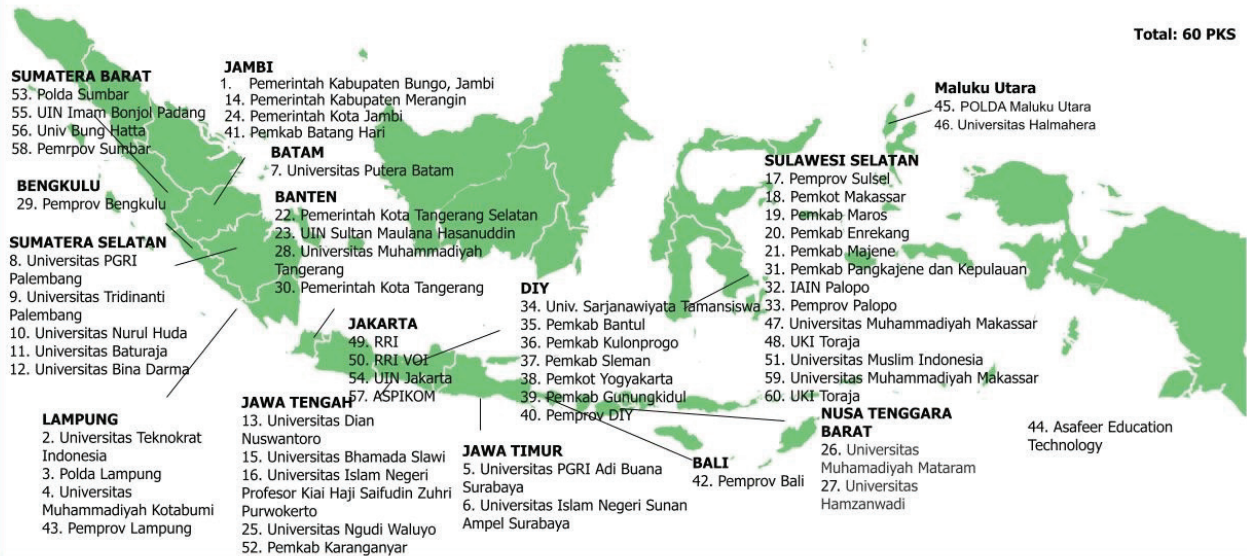 Total: 60 PKS
SUMATERA BARAT
53. Polda Sumbar
55. UIN Imam Bonjol Padang
56. Univ Bung Hatta
58. Pemrpov Sumbar
JAMBI
1. Pemerintah Kabupaten Bungo, Jambi
14. Pemerintah Kabupaten Merangin
24. Pemerintah Kota Jambi
41. Pemkab Batang Hari
BATAM
7. Universitas Putera Batam
BENGKULU
29. Pemprov Bengkulu
BANTEN
22. Pemerintah Kota Tangerang Selatan
23. UIN Sultan Maulana Hasanuddin
28. Universitas Muhammadiyah
Tangerang
30. Pemerintah Kota Tangerang
SUMATERA SELATAN
8. Universitas PGRI
Palembang
9. Universitas Tridinanti
Palembang
10. Universitas Nurul Huda
11. Universitas Baturaja
12. Universitas Bina Darma
LAMPUNG
2. Universitas Teknokrat
Indonesia
3. Polda Lampung
4. Universitas
Muhammadiyah Kotabumi
43. Pemprov Lampung
JAKARTA
49. RRI
50. RRI VOI
54. UIN Jakarta
57. ASPIKOM
JAWA TENGAH
13. Universitas Dian
Nuswantoro
15. Universitas Bhamada Slawi
16. Universitas Islam Negeri
Profesor Kiai Haji Saifudin Zuhri
Purwokerto
25. Universitas Ngudi Waluyo
52. Pemkab Karanganyar
DIY
34. Univ. Sarjanawiyata Tamansiswa
35. Pemkab Bantul
36. Pemkab Kulonprogo
37. Pemkab Sleman
38. Pemkot Yogyakarta
39. Pemkab Gunungkidul
40. Pemprov DIY
JAWA TIMUR
5. Universitas PGRI Adi Buana
Surabaya
6. Universitas Islam Negeri Sunan
Ampel Surabaya
BALI
42. Pemprov Bali
Maluku Utara
45. POLDA Maluku Utara
46. Universitas Halmahera
SULAWESI SELATAN
17. Pemprov Sulsel
18. Pemkot Makassar
19. Pemkab Maros
20. Pemkab Enrekang
21. Pemkab Majene
31. Pemkab Pangkajene dan Kepulauan
32. IAIN Palopo
33. Pemprov Palopo
47. Universitas Muhammadiyah Makassar
48. UKI Toraja
51. Universitas Muslim Indonesia
59. Universitas Muhammadiyah Makassar
60. UKI Toraja
NUSA TENGGARA
BARAT
26. Universitas
Muhamadiyah Mataram
27. Universitas
Hamzanwadi
44. Asafeer Education
Technology